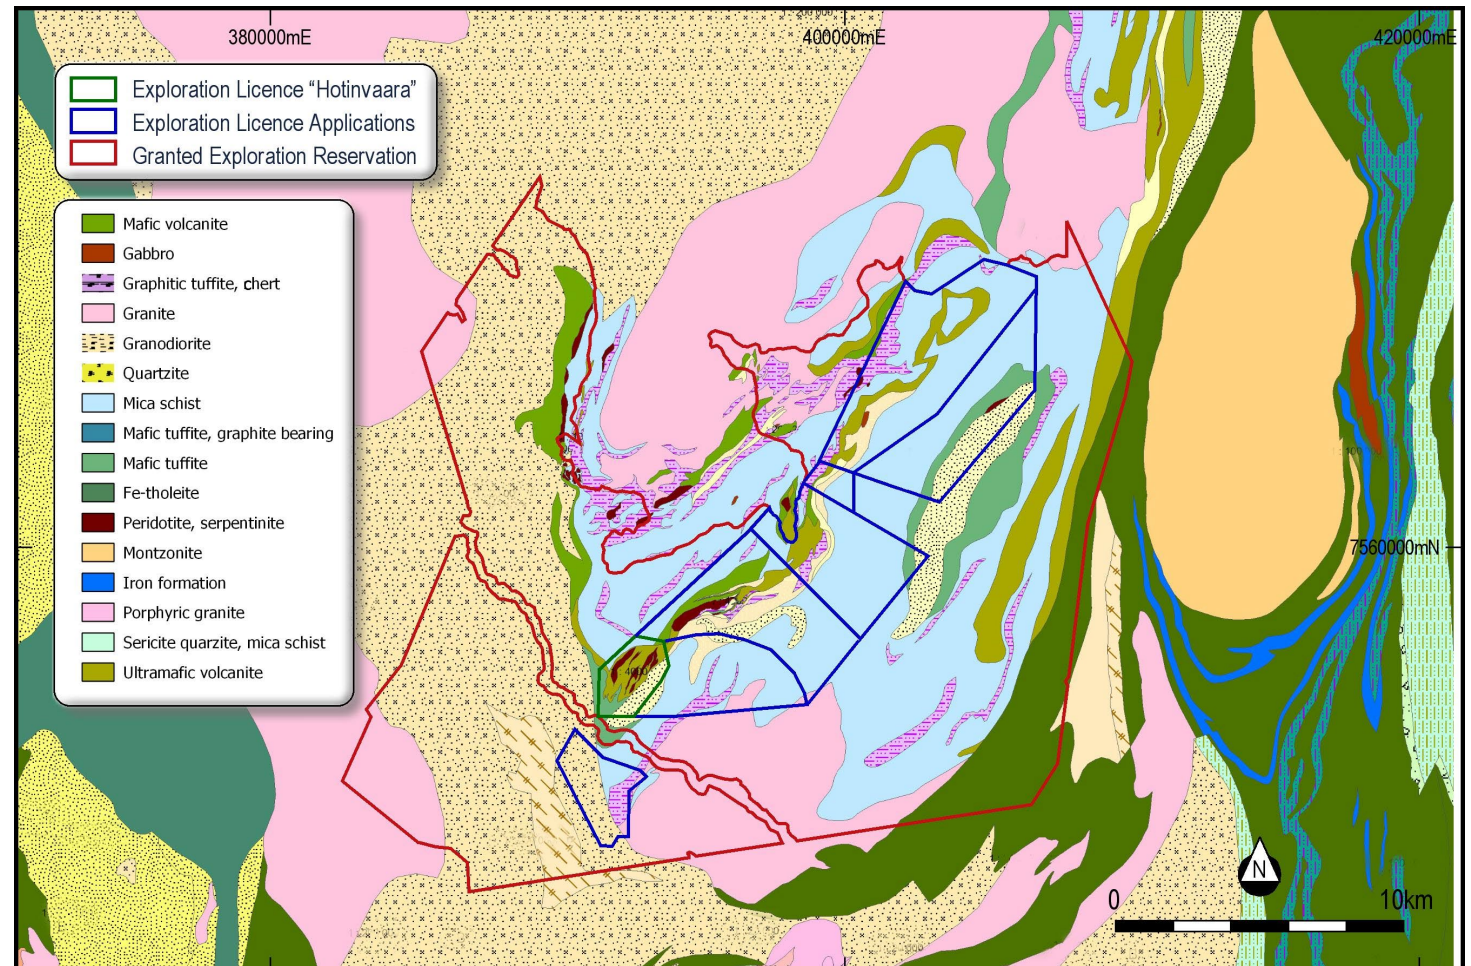 380000mE
400000mE
420000mE
Exploration Licence “Hotinvaara”
Exploration Licence Applications
Granted Exploration Reservation
Mafic volcanite
Gabbro
Graphitic tuffite, chert
Granite
Granodiorite
Quartzite
Mica schist
Mafic tuffite, graphite bearing
Mafic tuffite
Fe-tholeite
Peridotite, serpentinite
Montzonite
Iron formation
Porphyric granite
Sericite quarzite, mica schist
Ultramafic volcanite
7560000mN
N
0
10km